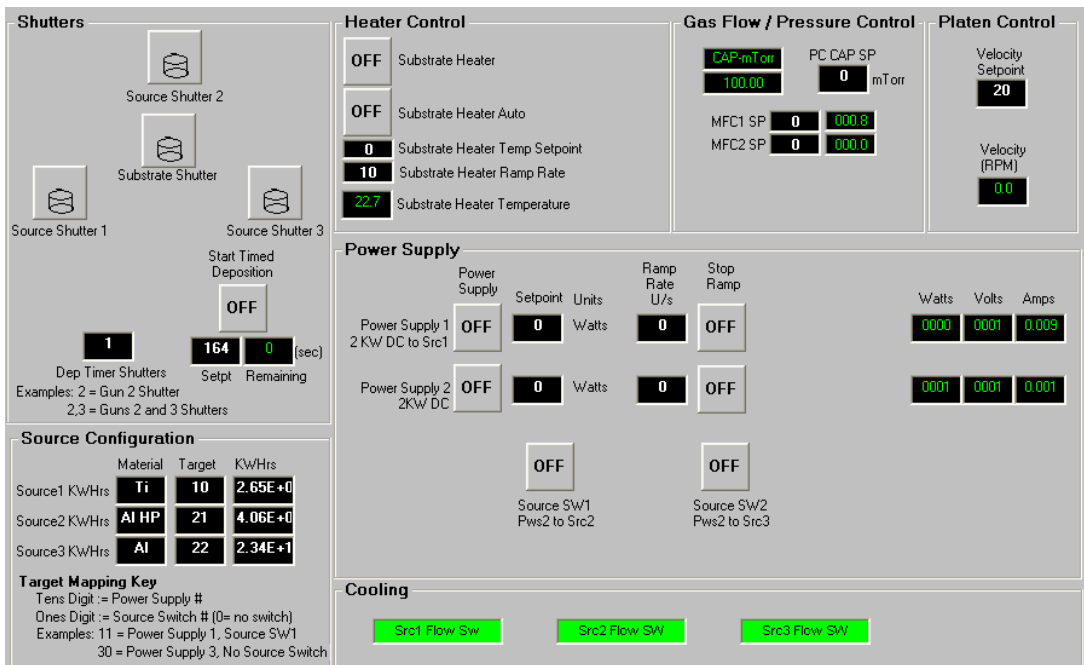 Shutters
Source Shutter 2
Substrate Shutter
Source Shutter 1
Source Shutter 3
Start Timed
Deposition
OFF
1
164 0 (sec)
Dep Timer Shutters
Setpt Remaining
Examples: 2 = Gun 2 Shutter
2,3 = Guns 2 and 3 Shutters
Source Configuration
Material Target KWHrs
Source1 KWHrs Ti 10 2.65E+0
Source2 KWHrs Al HP 21 4.06E+0
Source3 KWHrs Al 22 2.34E+1
Target Mapping Key
Tens Digit := Power Supply #
Ones Digit := Source Switch # (0= no switch)
Examples: 11 = Power Supply 1, Source SW1
30 = Power Supply 3, No Source Switch
Heater Control
OFF Substrate Heater
OFF Substrate Heater Auto
0 Substrate Heater Temp Setpoint
10 Substrate Heater Ramp Rate
22.7 Substrate Heater Temperature
Gas Flow / Pressure Control
CAP-mTorr
100.00
PC CAP SP
0 mTorr
MFC1 SP 0 000.8
MFC2 SP 0 000.0
Platen Control
Velocity
Setpoint
20
Velocity
(RPM)
0.0
Power Supply
Power
Supply
Setpoint Units
Ramp
Rate
U/s
Stop
Ramp
Watts Volts Amps
Power Supply 1
2 KW DC to Src1
OFF 0 Watts 0 OFF 0000 0001 0.009
Power Supply 2
2KW DC
OFF 0 Watts 0 OFF 0001 0001 0.001
OFF
Source SW1
Pws2 to Src2
OFF
Source SW2
Pws2 to Src3
Cooling
Src1 Flow Sw Src2 Flow SW Src3 Flow SW